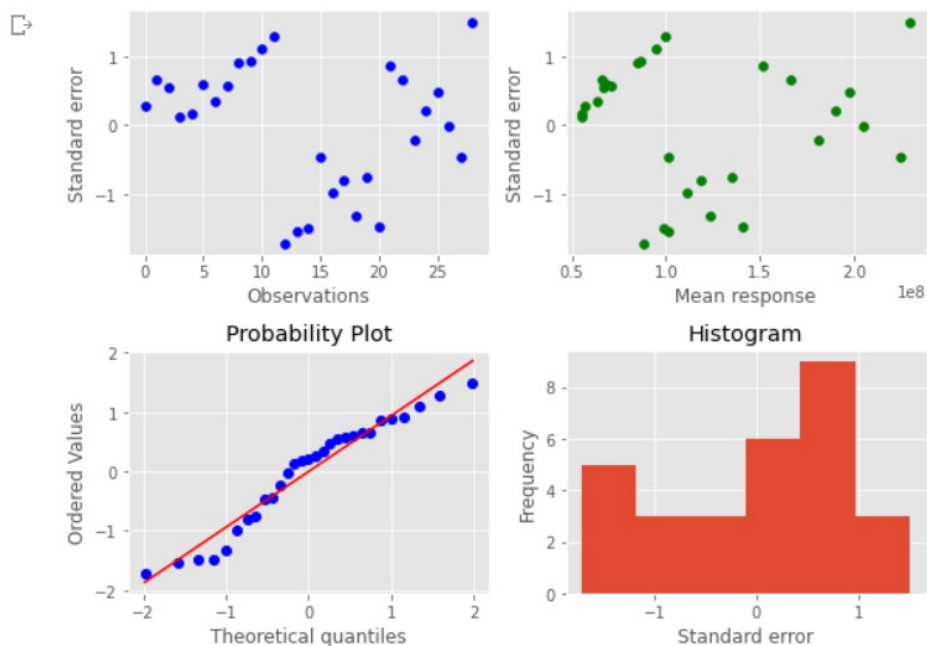 1
0
-1
Standard error
0 5 10 15 20 25
Observations
1
0
-1
Standard error
0.5 1.0 1.5 2.0
1e8
Mean response
Probability Plot
2
1
0
-1
-2
Ordered Values
-2 -1 0 1 2
Theoretical quantiles
Histogram
8
6
4
2
0
Frequency
-1 0 1
Standard error